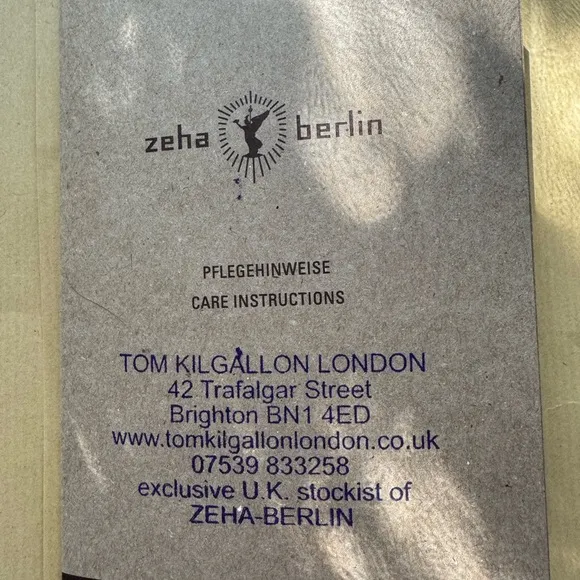 zeha berlin
PFLEGEHINWEISE
CARE INSTRUCTIONS
TOM KILGALLON LONDON
42 Trafalgar Street
Brighton BN1 4ED
www.tomkilgallonlondon.co.uk
07539 833258
exclusive U.K. stockist of
ZEHA-BERLIN